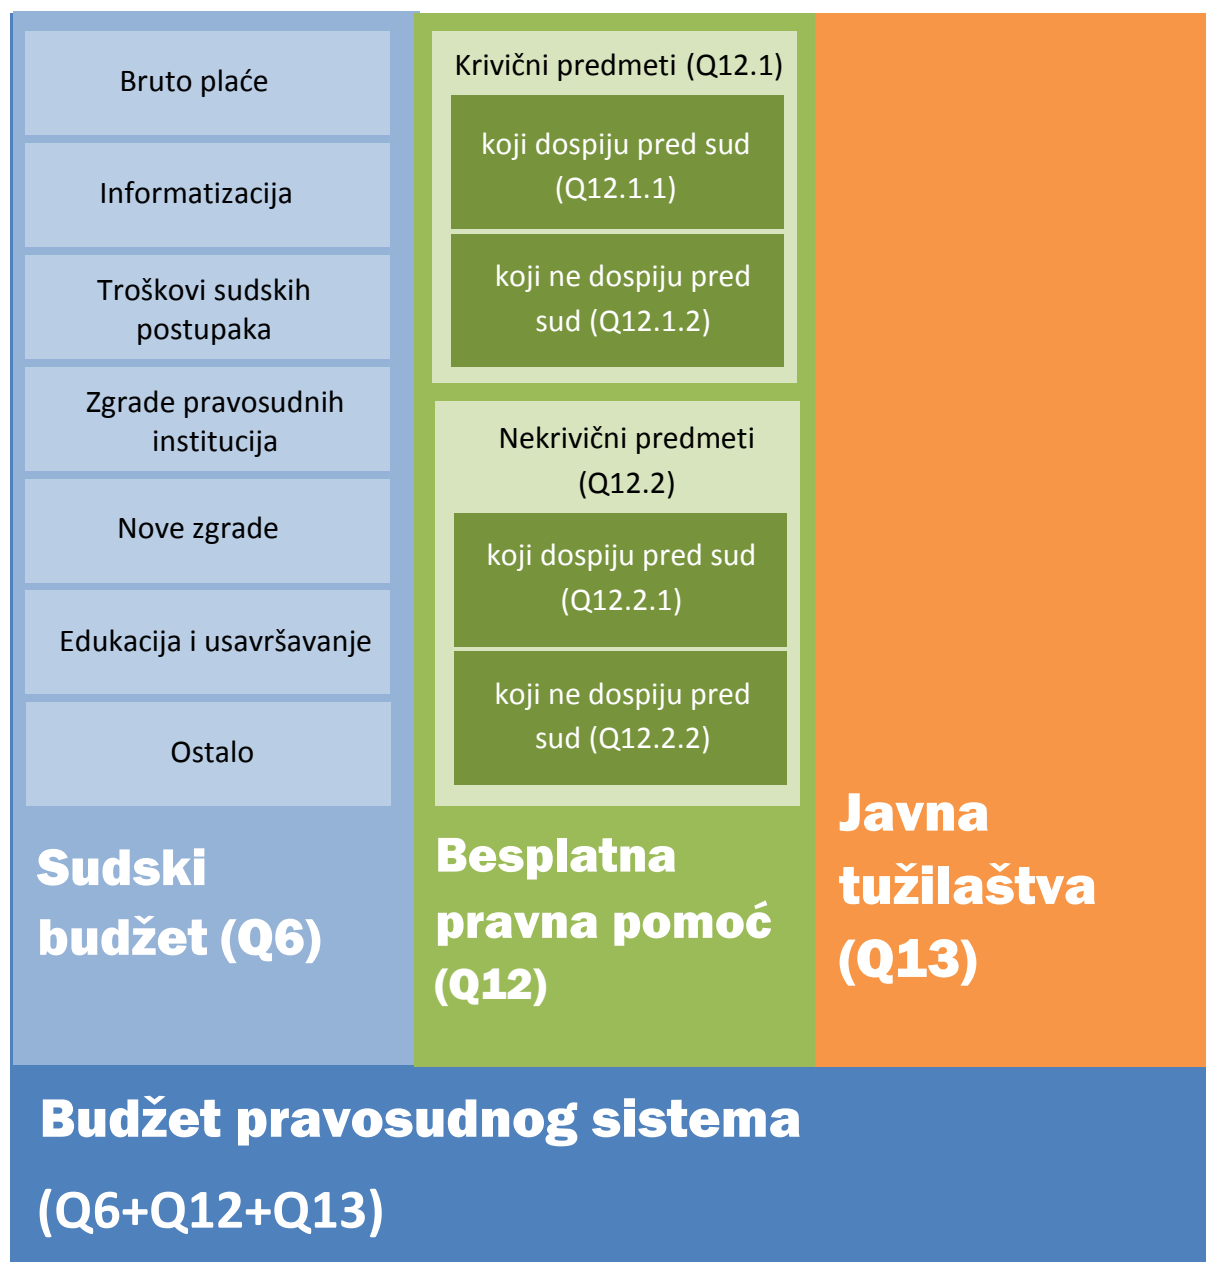 Bruto plaće
Informatizacija
Troškovi sudskih
postupaka
Zgrade pravosudnih
institucija
Nove zgrade
Edukacija i usavršavanje
Ostalo
Sudski
budžet (Q6)
Krivični predmeti (Q12.1)
koji dospiju pred sud
(Q12.1.1)
koji ne dospiju pred
sud (Q12.1.2)
Nekrivični predmeti
(Q12.2)
koji dospiju pred sud
(Q12.2.1)
koji ne dospiju pred
sud (Q12.2.2)
Besplatna
pravna pomoć
(Q12)
Javna
tužilaštva
(Q13)
Budžet pravosudnog sistema
(Q6+Q12+Q13)